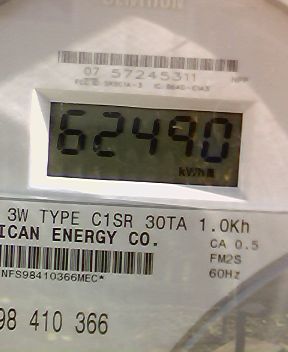 07 57245311
62490
kWh
3W TYPE C1SR 30TA 1.0Kh
ICAN ENERGY CO.
CA 0.5
FM2S
60HZ
NFS98410366MEC*
98 410 366